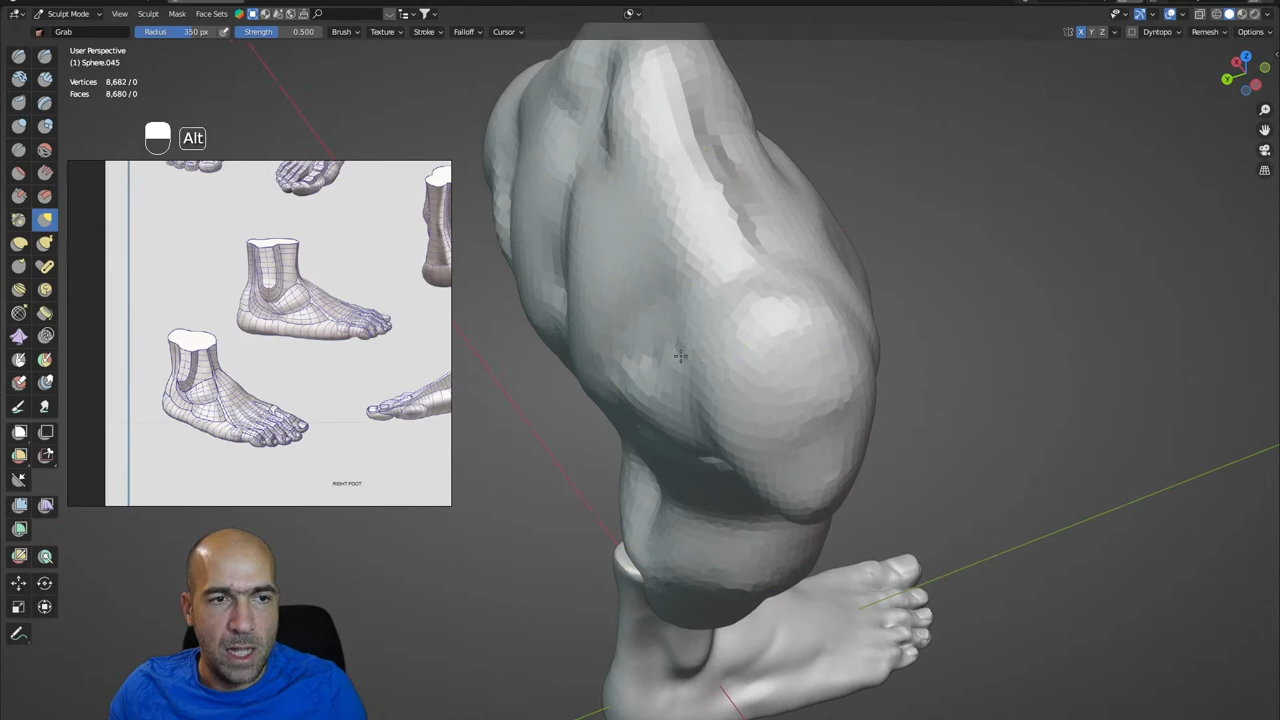 Sculpt Mode View Sculpt Mask Face Sets
Grab Radius 350 px Strength 0.500 Brush Texture Stroke Falloff Cursor X Y Z Dyntopo Remesh Options
User Perspective
(1) Sphere.045
Vertices 8,682 / 0
Faces 8,680 / 0
Alt
RIGHT FOOT
Z
X
Y